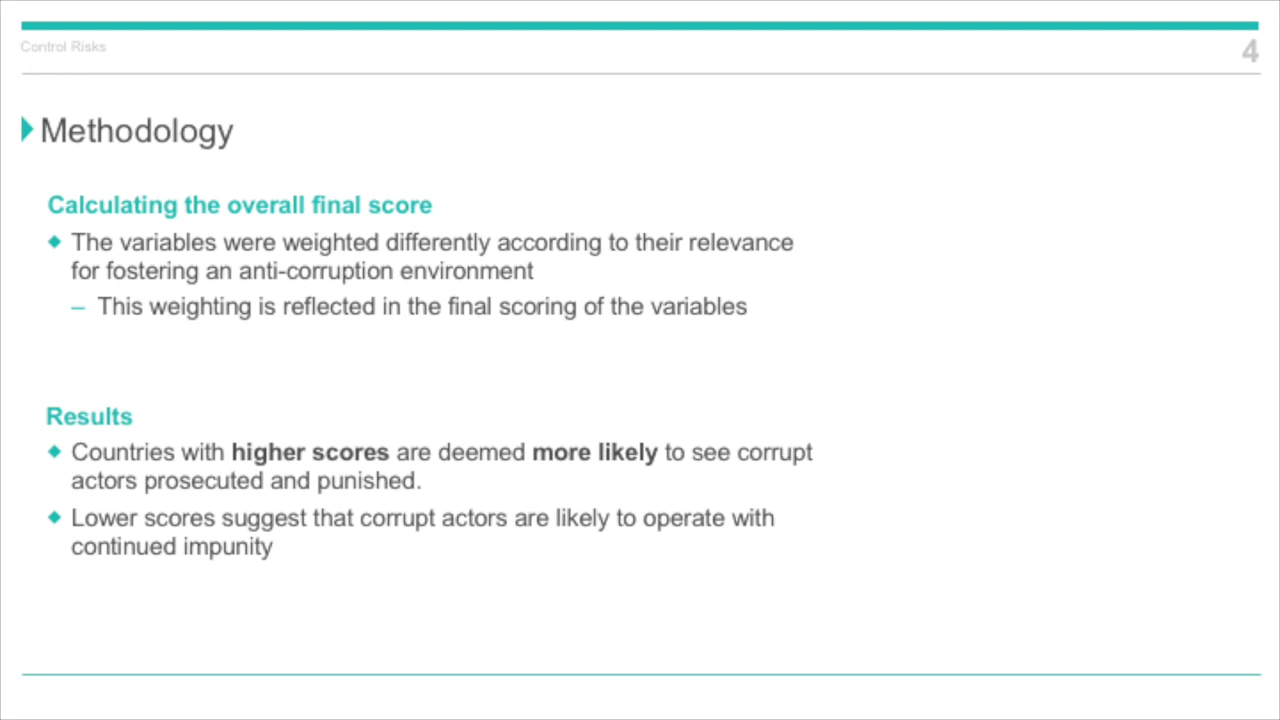 Control Risks
4
Methodology
Calculating the overall final score
The variables were weighted differently according to their relevance
for fostering an anti-corruption environment
– This weighting is reflected in the final scoring of the variables
Results
Countries with higher scores are deemed more likely to see corrupt
actors prosecuted and punished.
Lower scores suggest that corrupt actors are likely to operate with
continued impunity